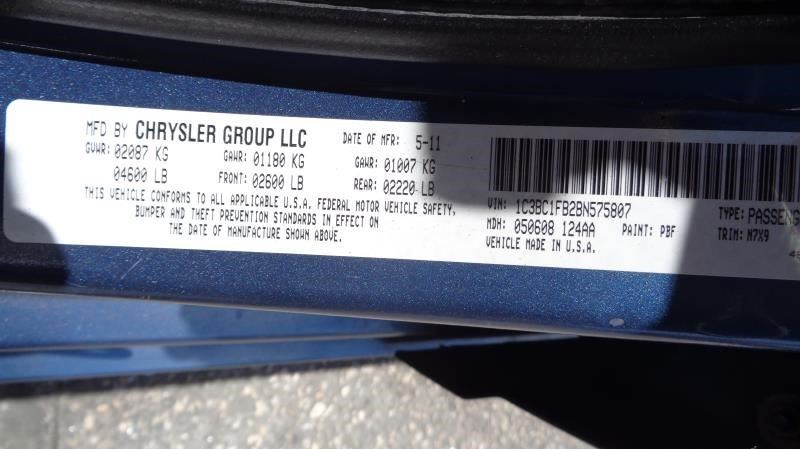 MFD BY CHRYSLER GROUP LLC DATE OF MFR: 5-11
GVWR: 02087 KG GAWR: 01180 KG GAWR: 01007 KG
04600 LB FRONT: 02600 LB REAR: 02220 LB
THIS VEHICLE CONFORMS TO ALL APPLICABLE U.S.A. FEDERAL MOTOR VEHICLE SAFETY,
BUMPER AND THEFT PREVENTION STANDARDS IN EFFECT ON
THE DATE OF MANUFACTURE SHOWN ABOVE.
VIN: 1C3BC1FB2BN575807 TYPE: PASSENG
MDH: 050608 124AA PAINT: PBF TRIM: N7X9
VEHICLE MADE IN U.S.A.